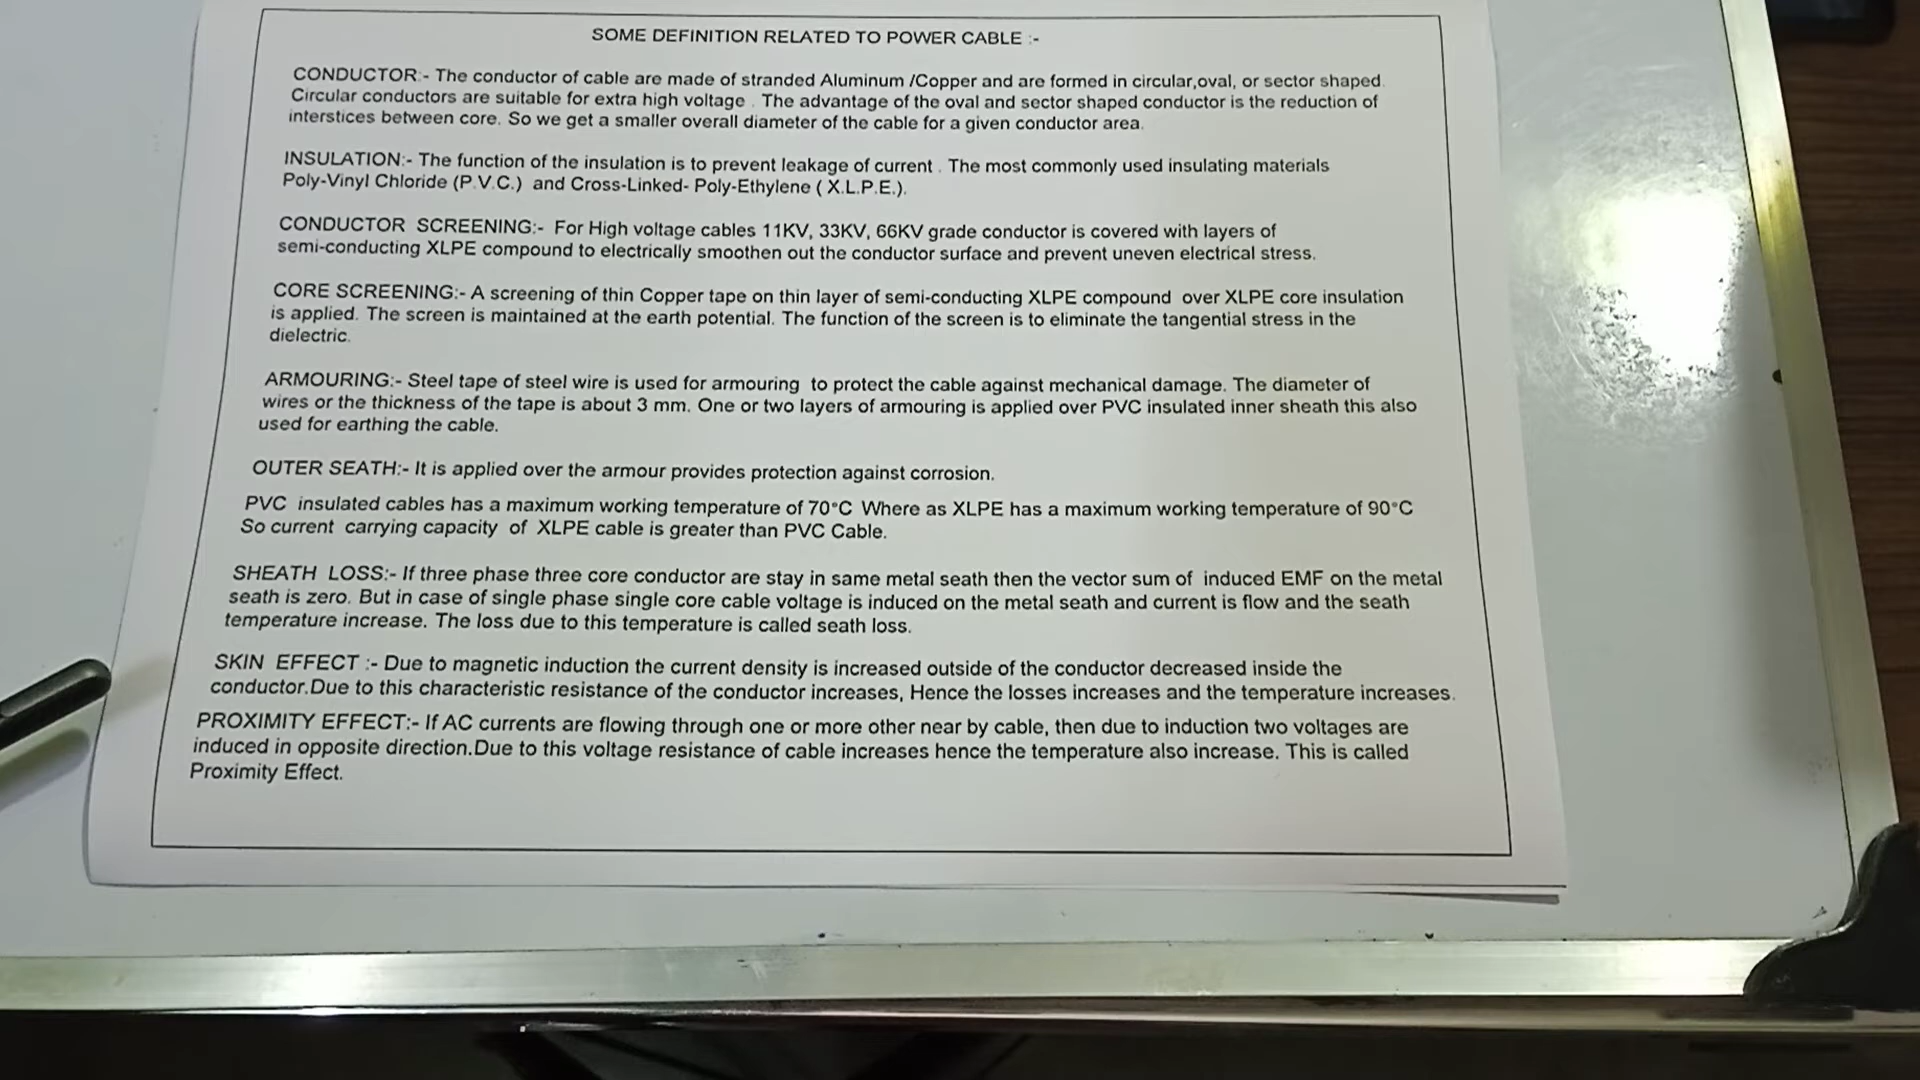 SOME DEFINITION RELATED TO POWER CABLE :-
CONDUCTOR:- The conductor of cable are made of stranded Aluminum /Copper and are formed in circular,oval, or sector shaped.
Circular conductors are suitable for extra high voltage . The advantage of the oval and sector shaped conductor is the reduction of
interstices between core. So we get a smaller overall diameter of the cable for a given conductor area.
INSULATION:- The function of the insulation is to prevent leakage of current . The most commonly used insulating materials
Poly-Vinyl Chloride (P.V.C.) and Cross-Linked- Poly-Ethylene ( X.L.P.E.).
CONDUCTOR SCREENING:- For High voltage cables 11KV, 33KV, 66KV grade conductor is covered with layers of
semi-conducting XLPE compound to electrically smoothen out the conductor surface and prevent uneven electrical stress.
CORE SCREENING:- A screening of thin Copper tape on thin layer of semi-conducting XLPE compound over XLPE core insulation
is applied. The screen is maintained at the earth potential. The function of the screen is to eliminate the tangential stress in the
dielectric.
ARMOURING:- Steel tape of steel wire is used for armouring to protect the cable against mechanical damage. The diameter of
wires or the thickness of the tape is about 3 mm. One or two layers of armouring is applied over PVC insulated inner sheath this also
used for earthing the cable.
OUTER SEATH:- It is applied over the armour provides protection against corrosion.
PVC insulated cables has a maximum working temperature of 70°C Where as XLPE has a maximum working temperature of 90°C
So current carrying capacity of XLPE cable is greater than PVC Cable.
SHEATH LOSS:- If three phase three core conductor are stay in same metal seath then the vector sum of induced EMF on the metal
seath is zero. But in case of single phase single core cable voltage is induced on the metal seath and current is flow and the seath
temperature increase. The loss due to this temperature is called seath loss.
SKIN EFFECT :- Due to magnetic induction the current density is increased outside of the conductor decreased inside the
conductor.Due to this characteristic resistance of the conductor increases, Hence the losses increases and the temperature increases.
PROXIMITY EFFECT:- If AC currents are flowing through one or more other near by cable, then due to induction two voltages are
induced in opposite direction.Due to this voltage resistance of cable increases hence the temperature also increase. This is called
Proximity Effect.